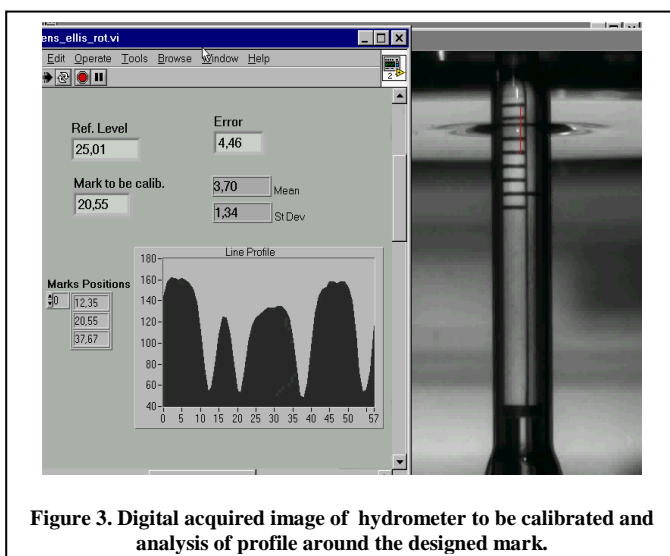 ens_ellis_rot.vi
Edit Operate Tools Browse Window Help
2
Ref. Level
25,01
Error
4,46
Mark to be calib.
20,55
3,70 Mean
1,34 St Dev
Line Profile
180-
160-
140-
120-
100-
80-
60-
40-
0 5 10 15 20 25 30 35 40 45 50 57
Marks Positions
0
12,35
20,55
37,67
Figure 3. Digital acquired image of hydrometer to be calibrated and
analysis of profile around the designed mark.